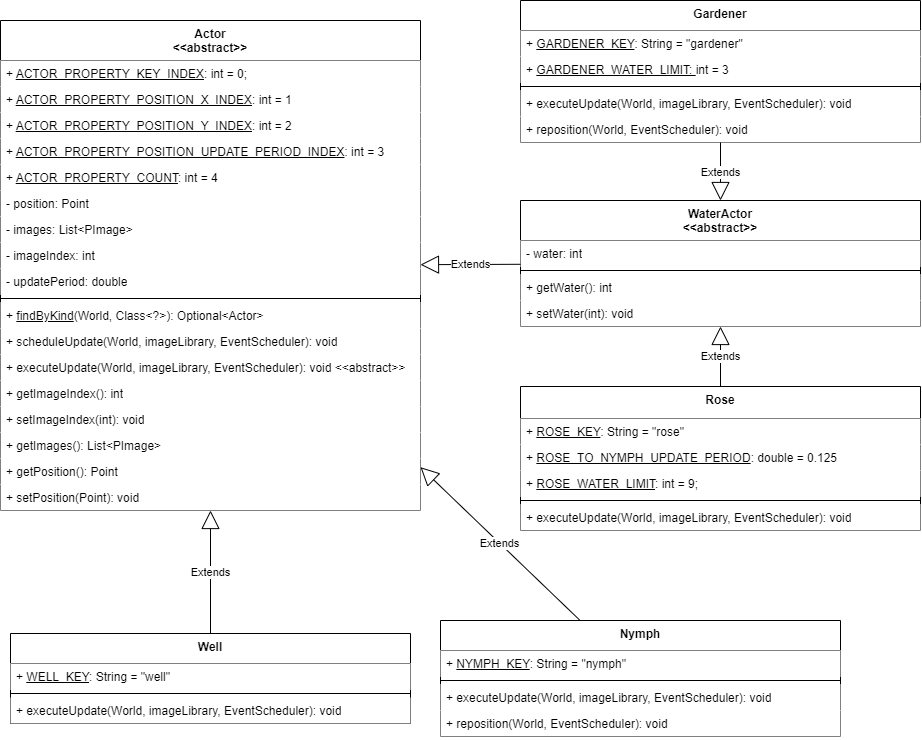 Actor
<<abstract>>
+ ACTOR_PROPERTY_KEY_INDEX: int = 0;
+ ACTOR_PROPERTY_POSITION_X_INDEX: int = 1
+ ACTOR_PROPERTY_POSITION_Y_INDEX: int = 2
+ ACTOR_PROPERTY_POSITION_UPDATE_PERIOD_INDEX: int = 3
+ ACTOR_PROPERTY_COUNT: int = 4
- position: Point
- images: List<PImage>
- imageIndex: int
- updatePeriod: double
+ findByKind(World, Class<?>): Optional<Actor>
+ scheduleUpdate(World, imageLibrary, EventScheduler): void
+ executeUpdate(World, imageLibrary, EventScheduler): void <<abstract>>
+ getImageIndex(): int
+ setImageIndex(int): void
+ getImages(): List<PImage>
+ getPosition(): Point
+ setPosition(Point): void
Gardener
+ GARDENER_KEY: String = "gardener"
+ GARDENER_WATER_LIMIT: int = 3
+ executeUpdate(World, imageLibrary, EventScheduler): void
+ reposition(World, EventScheduler): void
Extends
WaterActor
<<abstract>>
- water: int
+ getWater(): int
+ setWater(int): void
Extends
Extends
Rose
+ ROSE_KEY: String = "rose"
+ ROSE_TO_NYMPH_UPDATE_PERIOD: double = 0.125
+ ROSE_WATER_LIMIT: int = 9;
+ executeUpdate(World, imageLibrary, EventScheduler): void
Extends
Extends
Well
+ WELL_KEY: String = "well"
+ executeUpdate(World, imageLibrary, EventScheduler): void
Nymph
+ NYMPH_KEY: String = "nymph"
+ executeUpdate(World, imageLibrary, EventScheduler): void
+ reposition(World, EventScheduler): void